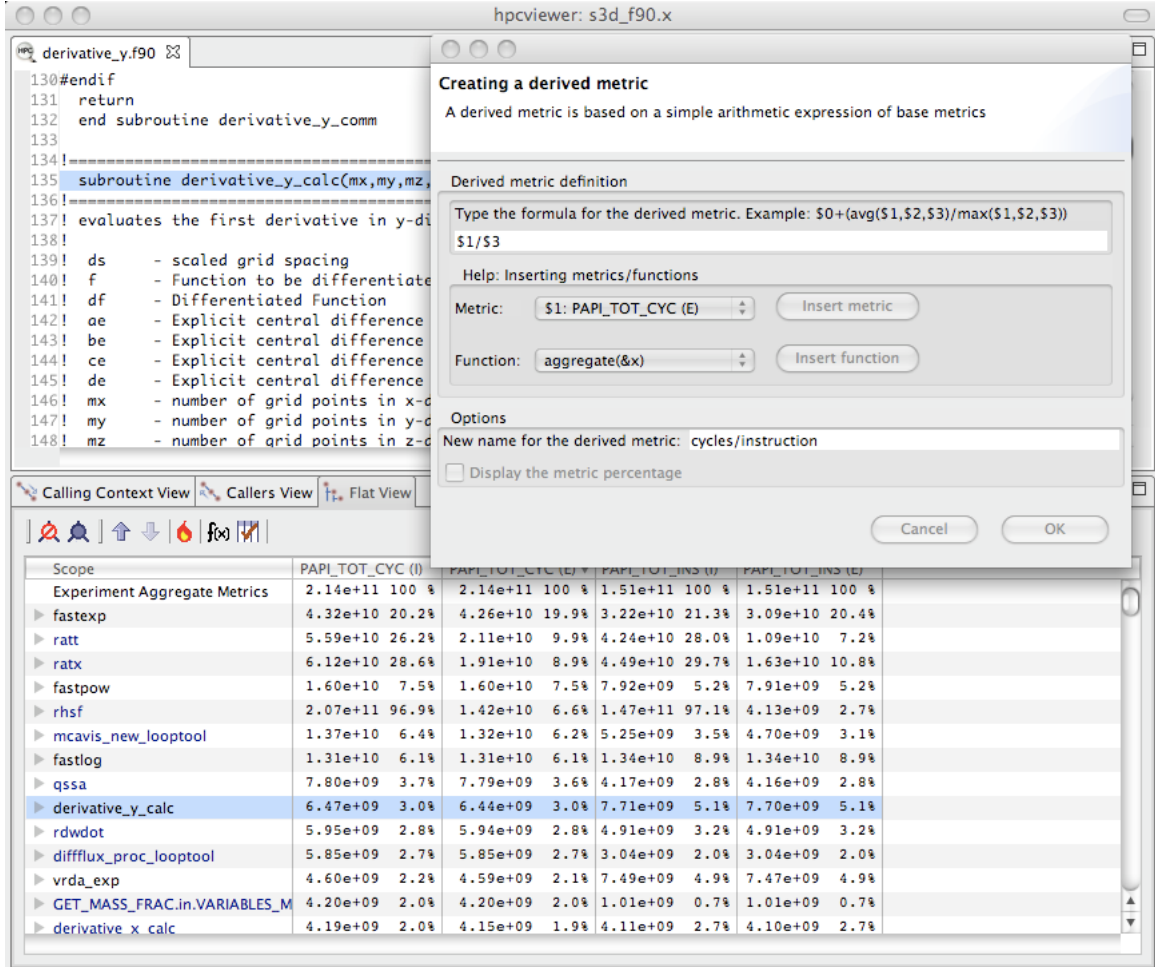 hpcviewer: s3d_f90.x
derivative_y.f90
130#endif
131 return
132 end subroutine derivative_y_comm
133
134!=========================================
135 subroutine derivative_y_calc(mx,my,mz,
136!=========================================
137! evaluates the first derivative in y-di
138!
139! ds - scaled grid spacing
140! f - Function to be differentiate
141! df - Differentiated Function
142! ae - Explicit central difference
143! be - Explicit central difference
144! ce - Explicit central difference
145! de - Explicit central difference
146! mx - number of grid points in x-d
147! my - number of grid points in y-d
148! mz - number of grid points in z-d
Creating a derived metric
A derived metric is based on a simple arithmetic expression of base metrics
Derived metric definition
Type the formula for the derived metric. Example: $0+(avg($1,$2,$3)/max($1,$2,$3))
$1/$3
Help: Inserting metrics/functions
Metric: $1: PAPI_TOT_CYC (E) Insert metric
Function: aggregate(&x) Insert function
Options
New name for the derived metric: cycles/instruction
Display the metric percentage
Cancel OK
Calling Context View Callers View Flat View
f(x)
Scope PAPI_TOT_CYC (I) PAPI_TOT_CYC (E) PAPI_TOT_INS (I) PAPI_TOT_INS (E)
Experiment Aggregate Metrics 2.14e+11 100 % 2.14e+11 100 % 1.51e+11 100 % 1.51e+11 100 %
fastexp 4.32e+10 20.2% 4.26e+10 19.9% 3.22e+10 21.3% 3.09e+10 20.4%
ratt 5.59e+10 26.2% 2.11e+10 9.9% 4.24e+10 28.0% 1.09e+10 7.2%
ratx 6.12e+10 28.6% 1.91e+10 8.9% 4.49e+10 29.7% 1.63e+10 10.8%
fastpow 1.60e+10 7.5% 1.60e+10 7.5% 7.92e+09 5.2% 7.91e+09 5.2%
rhsf 2.07e+11 96.9% 1.42e+10 6.6% 1.47e+11 97.1% 4.13e+09 2.7%
mcavis_new_looptool 1.37e+10 6.4% 1.32e+10 6.2% 5.25e+09 3.5% 4.70e+09 3.1%
fastlog 1.31e+10 6.1% 1.31e+10 6.1% 1.34e+10 8.9% 1.34e+10 8.9%
qssa 7.80e+09 3.7% 7.79e+09 3.6% 4.17e+09 2.8% 4.16e+09 2.8%
derivative_y_calc 6.47e+09 3.0% 6.44e+09 3.0% 7.71e+09 5.1% 7.70e+09 5.1%
rdwdot 5.95e+09 2.8% 5.94e+09 2.8% 4.91e+09 3.2% 4.91e+09 3.2%
diffflux_proc_looptool 5.85e+09 2.7% 5.85e+09 2.7% 3.04e+09 2.0% 3.04e+09 2.0%
vrda_exp 4.60e+09 2.2% 4.59e+09 2.1% 7.49e+09 4.9% 7.47e+09 4.9%
GET_MASS_FRAC.in.VARIABLES_M 4.20e+09 2.0% 4.20e+09 2.0% 1.01e+09 0.7% 1.01e+09 0.7%
derivative_x_calc 4.19e+09 2.0% 4.15e+09 1.9% 4.11e+09 2.7% 4.10e+09 2.7%